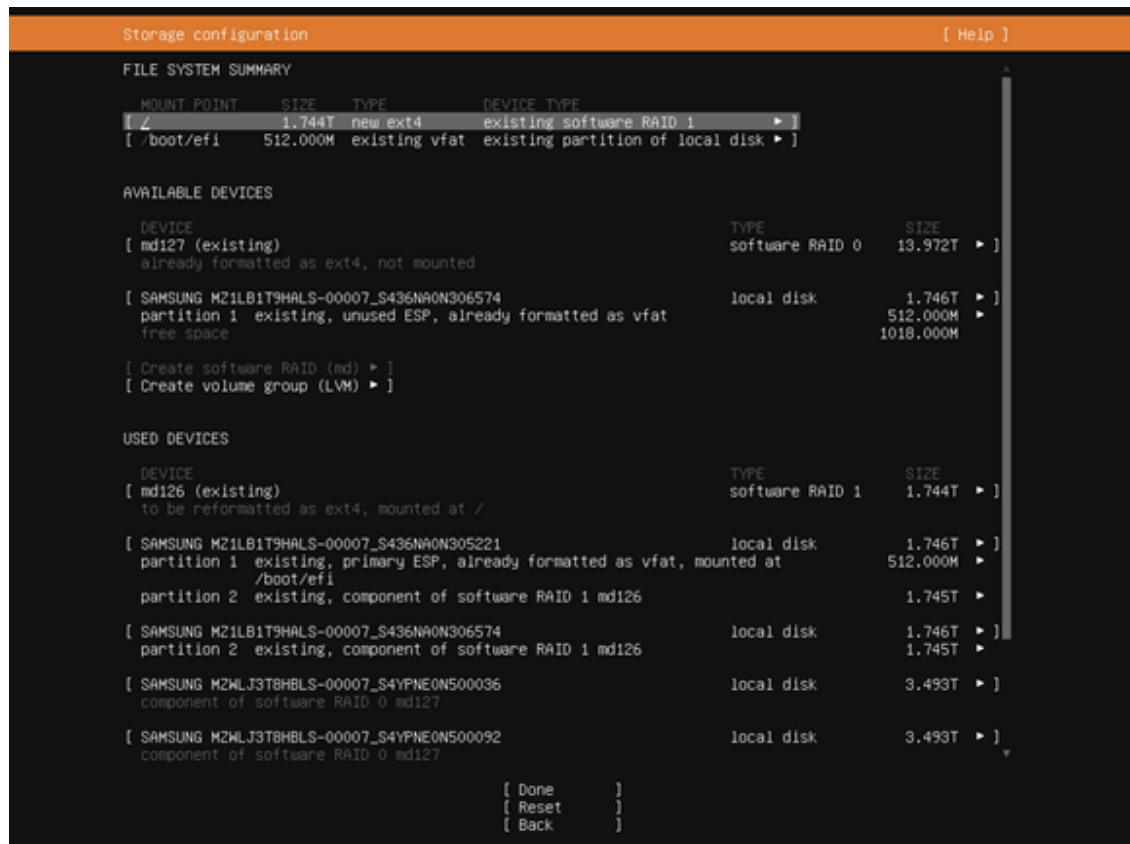 Storage configuration [ Help ]
FILE SYSTEM SUMMARY
MOUNT POINT SIZE TYPE DEVICE TYPE
[ / 1.744T new ext4 existing software RAID 1 ► ]
[ /boot/efi 512.000M existing vfat existing partition of local disk ► ]
AVAILABLE DEVICES
DEVICE TYPE SIZE
[ md127 (existing) software RAID 0 13.972T ► ]
already formatted as ext4, not mounted
[ SAMSUNG MZ1LB1T9HALS-00007_S436NA0N306574 local disk 1.746T ► ]
partition 1 existing, unused ESP, already formatted as vfat 512.000M ►
free space 1018.000M
[ Create software RAID (md) ► ]
[ Create volume group (LVM) ► ]
USED DEVICES
DEVICE TYPE SIZE
[ md126 (existing) software RAID 1 1.744T ► ]
to be reformatted as ext4, mounted at /
[ SAMSUNG MZ1LB1T9HALS-00007_S436NA0N305221 local disk 1.746T ► ]
partition 1 existing, primary ESP, already formatted as vfat, mounted at 512.000M ►
/boot/efi
partition 2 existing, component of software RAID 1 md126 1.745T ►
[ SAMSUNG MZ1LB1T9HALS-00007_S436NA0N306574 local disk 1.746T ► ]
partition 2 existing, component of software RAID 1 md126 1.745T ►
[ SAMSUNG MZWLJ3T8HBLS-00007_S4YPNE0N500036 local disk 3.493T ► ]
component of software RAID 0 md127
[ SAMSUNG MZWLJ3T8HBLS-00007_S4YPNE0N500092 local disk 3.493T ► ]
component of software RAID 0 md127
[ Done ]
[ Reset ]
[ Back ]